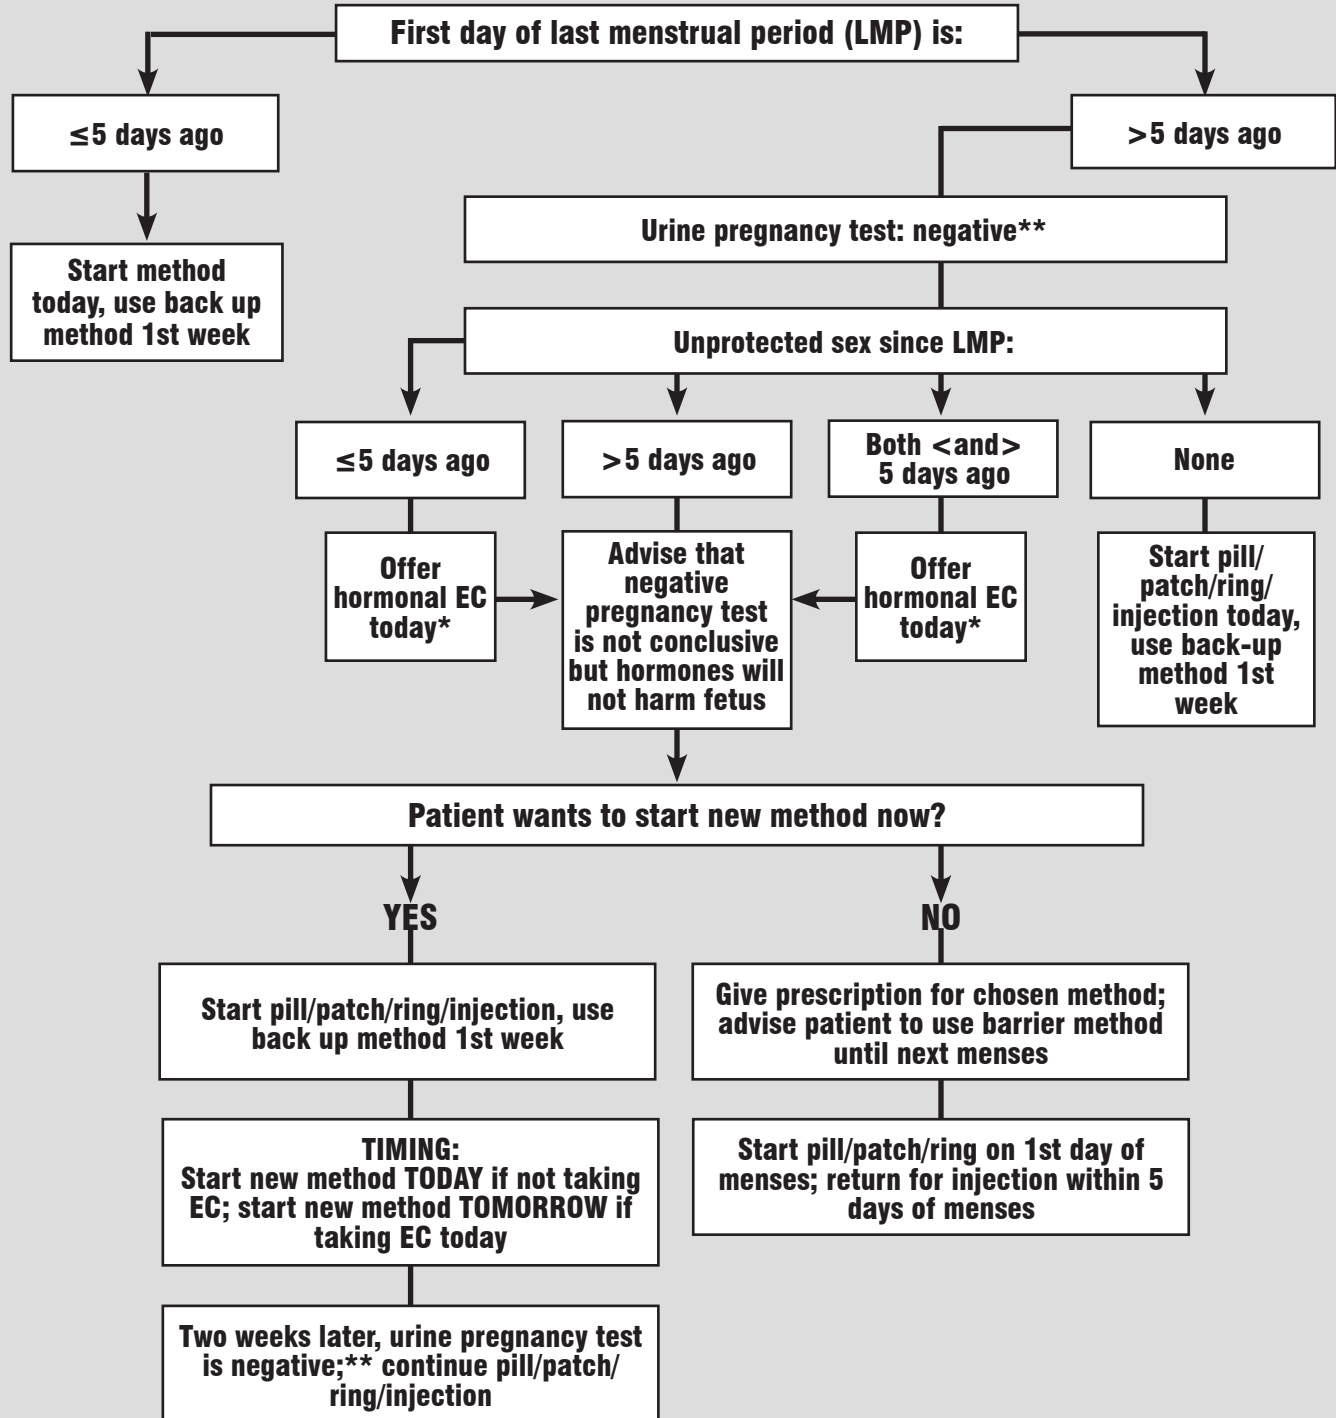 First day of last menstrual period (LMP) is:
≤5 days ago
>5 days ago
Start method
today, use back up
method 1st week
Urine pregnancy test: negative**
Unprotected sex since LMP:
≤5 days ago
>5 days ago
Both <and>
5 days ago
None
Offer
hormonal EC
today*
Advise that
negative
pregnancy test
is not conclusive
but hormones will
not harm fetus
Offer
hormonal EC
today*
Start pill/
patch/ring/
injection today,
use back-up
method 1st
week
Patient wants to start new method now?
YES
NO
Start pill/patch/ring/injection, use
back up method 1st week
Give prescription for chosen method;
advise patient to use barrier method
until next menses
TIMING:
Start new method TODAY if not taking
EC; start new method TOMORROW if
taking EC today
Start pill/patch/ring on 1st day of
menses; return for injection within 5
days of menses
Two weeks later, urine pregnancy test
is negative;** continue pill/patch/
ring/injection